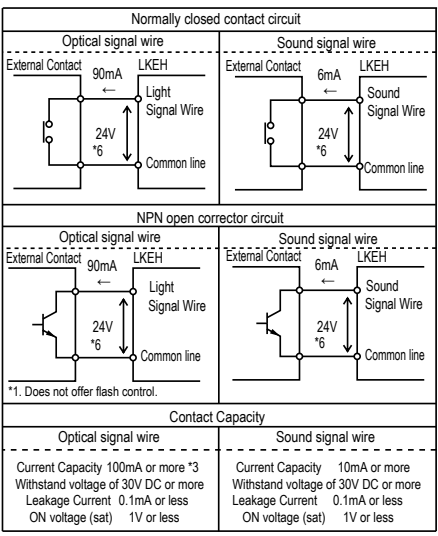 Normally closed contact circuit
Optical signal wire
External Contact
90mA
←
LKEH
Light
Signal Wire
24V
*6
Common line
Sound signal wire
External Contact
6mA
←
LKEH
Sound
Signal Wire
24V
*6
Common line
NPN open corrector circuit
Optical signal wire
External Contact
90mA
←
LKEH
Light
Signal Wire
24V
*6
Common line
*1. Does not offer flash control.
Sound signal wire
External Contact
6mA
←
LKEH
Sound
Signal Wire
24V
*6
Common line
Contact Capacity
Optical signal wire
Current Capacity 100mA or more *3
Withstand voltage of 30V DC or more
Leakage Current 0.1mA or less
ON voltage (sat) 1V or less
Sound signal wire
Current Capacity 10mA or more
Withstand voltage of 30V DC or more
Leakage Current 0.1mA or less
ON voltage (sat) 1V or less